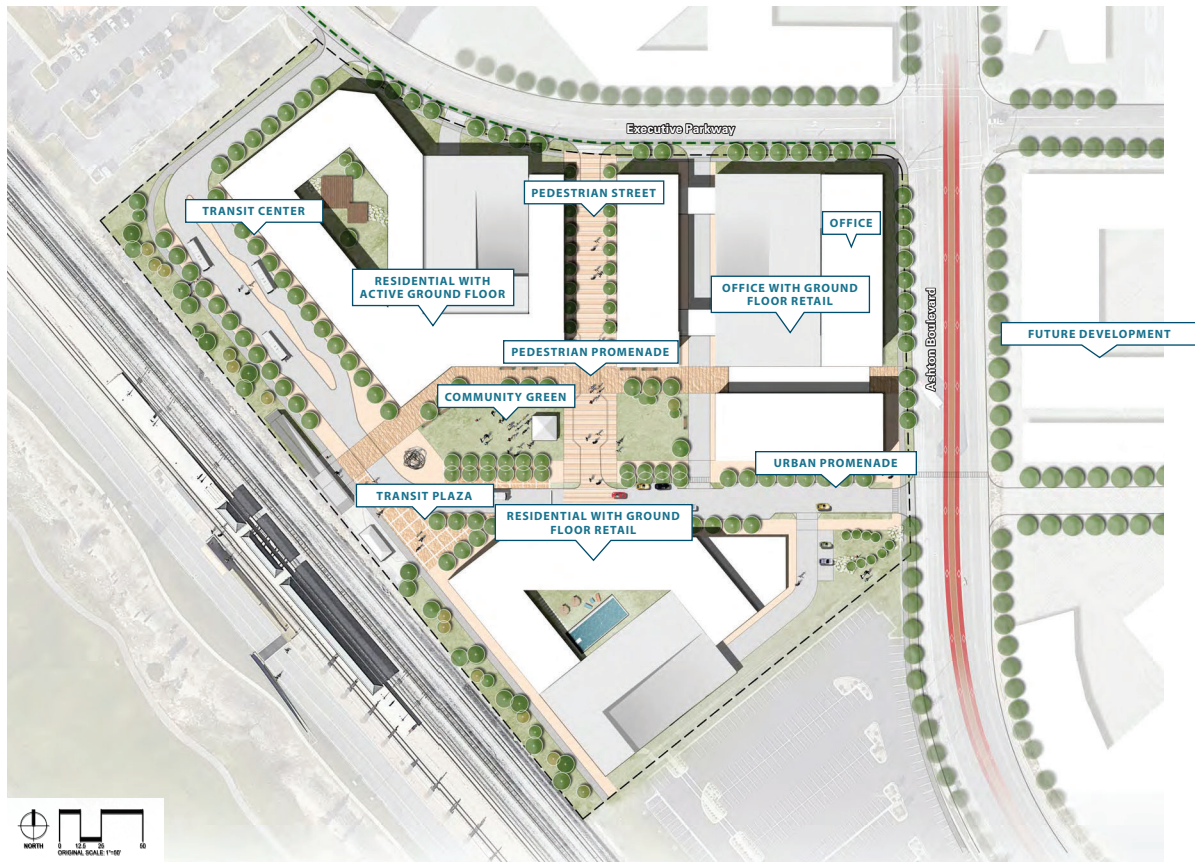 Executive Parkway
PEDESTRIAN STREET
TRANSIT CENTER
OFFICE
RESIDENTIAL WITH
ACTIVE GROUND FLOOR
OFFICE WITH GROUND
FLOOR RETAIL
Ashton Boulevard
FUTURE DEVELOPMENT
PEDESTRIAN PROMENADE
COMMUNITY GREEN
URBAN PROMENADE
TRANSIT PLAZA
RESIDENTIAL WITH GROUND
FLOOR RETAIL
NORTH
0 12.5 25 50
ORIGINAL SCALE: 1"=50'